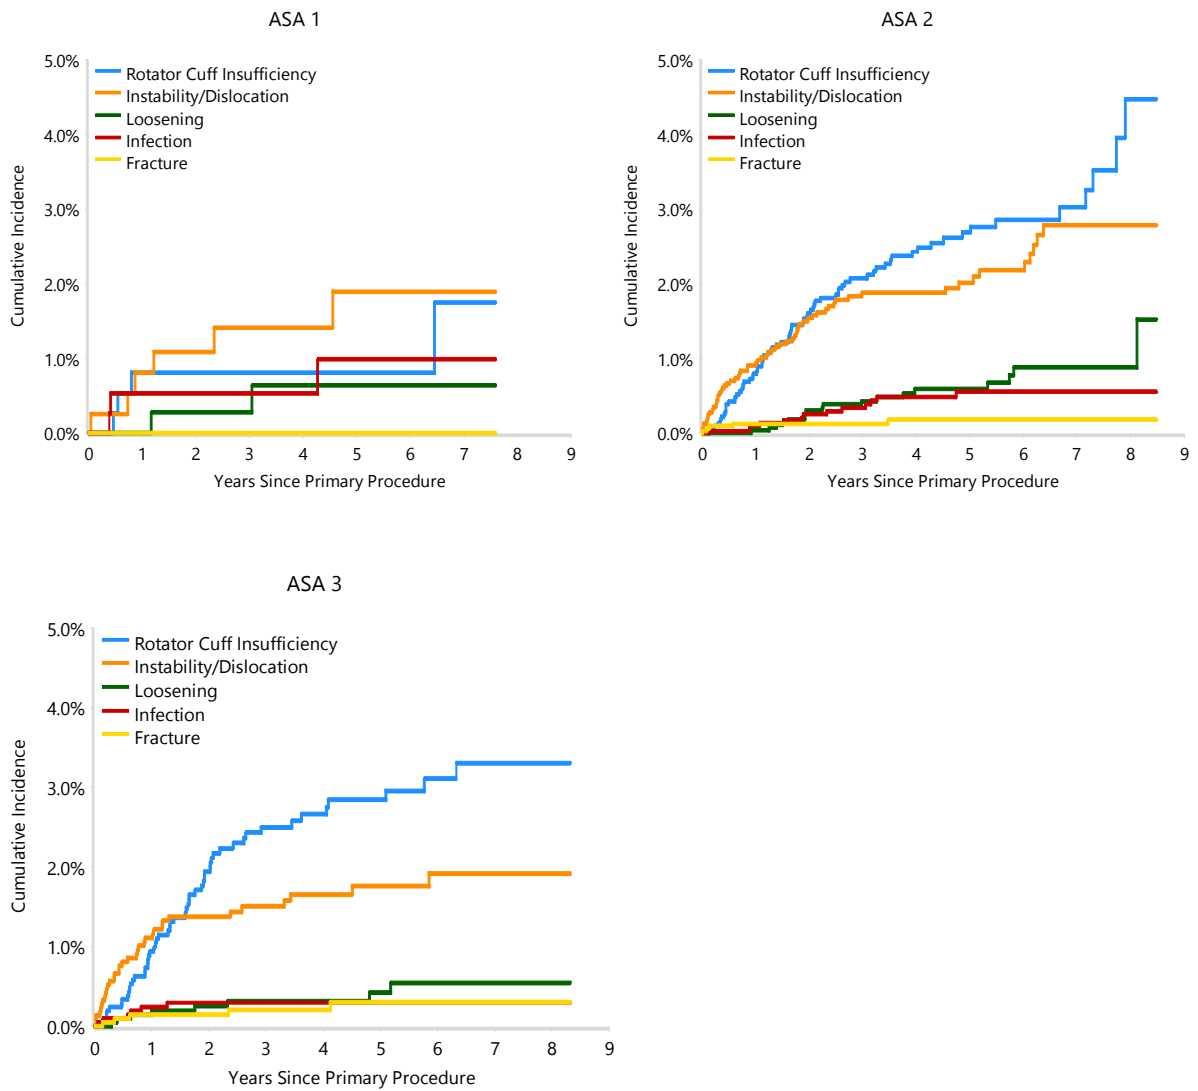 ASA 1
5.0%
4.0%
3.0%
2.0%
1.0%
0.0%
Cumulative Incidence
Rotator Cuff Insufficiency
Instability/Dislocation
Loosening
Infection
Fracture
0 1 2 3 4 5 6 7 8 9
Years Since Primary Procedure
ASA 2
5.0%
4.0%
3.0%
2.0%
1.0%
0.0%
Cumulative Incidence
Rotator Cuff Insufficiency
Instability/Dislocation
Loosening
Infection
Fracture
0 1 2 3 4 5 6 7 8 9
Years Since Primary Procedure
ASA 3
5.0%
4.0%
3.0%
2.0%
1.0%
0.0%
Cumulative Incidence
Rotator Cuff Insufficiency
Instability/Dislocation
Loosening
Infection
Fracture
0 1 2 3 4 5 6 7 8 9
Years Since Primary Procedure